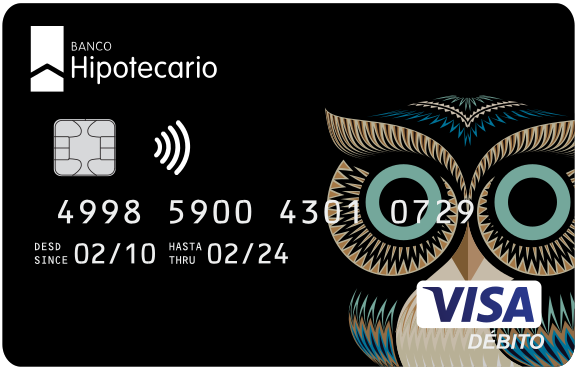 BANCO
Hipotecario
4998 5900 4301 0729
DESD SINCE 02/10 HASTA THRU 02/24
VISA
DÉBITO